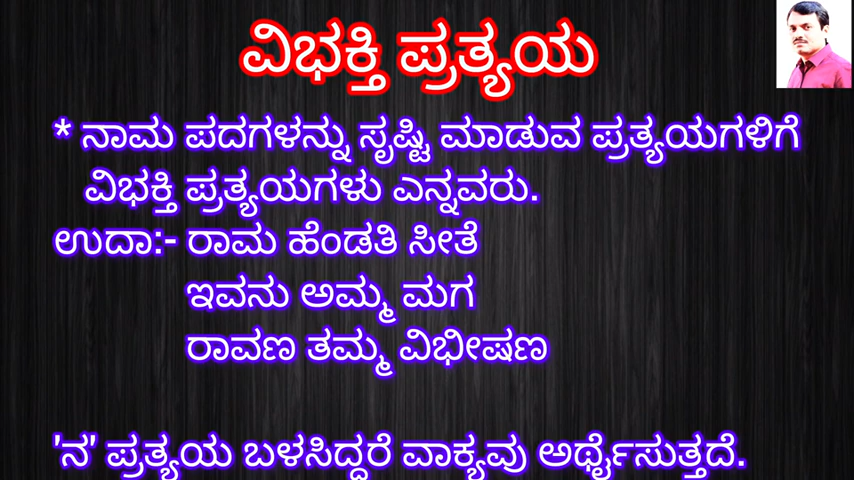 ವಿಭಕ್ತಿ ಪ್ರತ್ಯಯ
* ನಾಮ ಪದಗಳನ್ನು ಸೃಷ್ಟಿ ಮಾಡುವ ಪ್ರತ್ಯಯಗಳಿಗೆ
ವಿಭಕ್ತಿ ಪ್ರತ್ಯಯಗಳು ಎನ್ನವರು.
ಉದಾ:- ರಾಮ ಹೆಂಡತಿ ಸೀತೆ
ಇವನು ಅಮ್ಮ ಮಗ
ರಾವಣ ತಮ್ಮ ವಿಭೀಷಣ
'ನ' ಪ್ರತ್ಯಯ ಬಳಸಿದ್ಧರೆ ವಾಕ್ಯವು ಅರ್ಥೈಸುತ್ತದೆ.